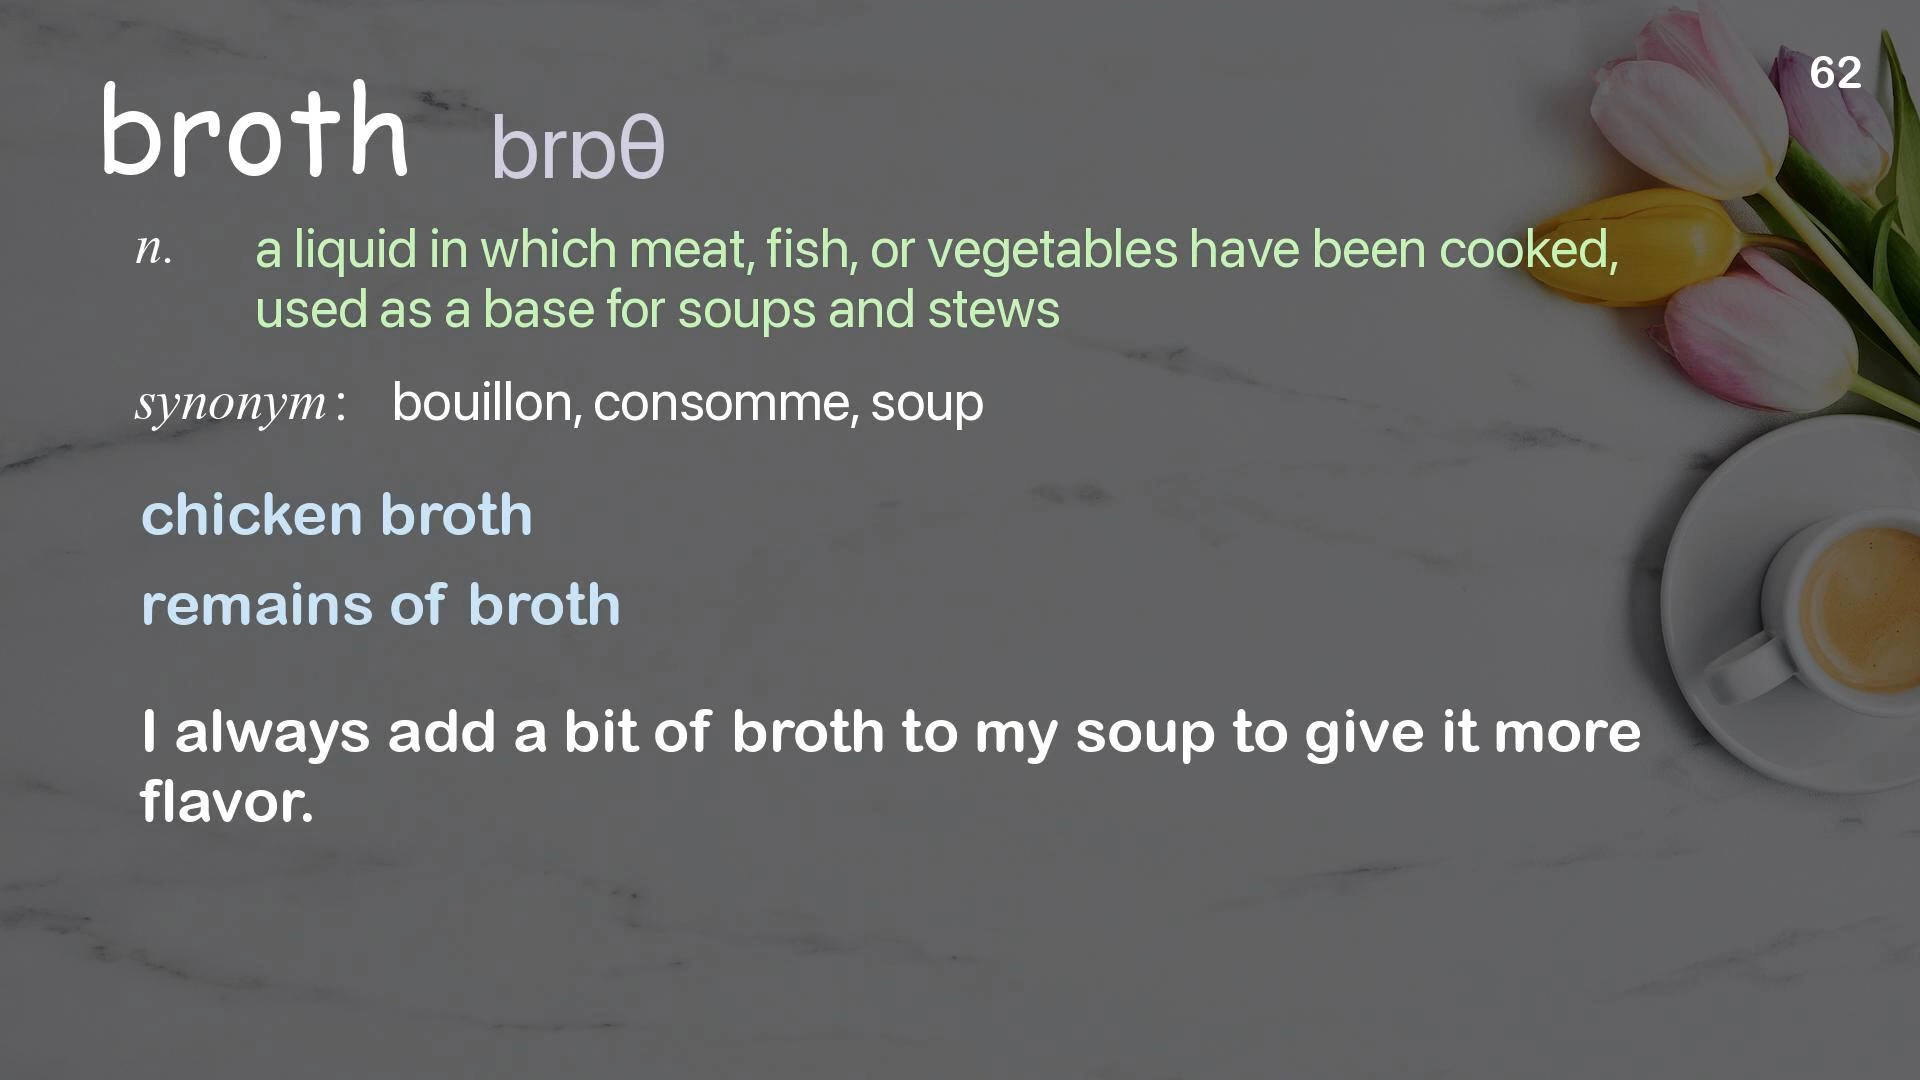 62
broth brɒθ
n. a liquid in which meat, fish, or vegetables have been cooked,
used as a base for soups and stews
synonym: bouillon, consomme, soup
chicken broth
remains of broth
I always add a bit of broth to my soup to give it more
flavor.